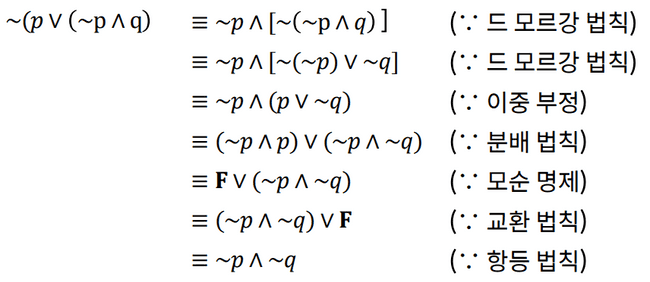 ~(p ∨ (~p ∧ q) ≡ ~p ∧ [~(~p ∧ q)] (∵ 드 모르강 법칙)
≡ ~p ∧ [~(~p) ∨ ~q] (∵ 드 모르강 법칙)
≡ ~p ∧ (p ∨ ~q) (∵ 이중 부정)
≡ (~p ∧ p) ∨ (~p ∧ ~q) (∵ 분배 법칙)
≡ F ∨ (~p ∧ ~q) (∵ 모순 명제)
≡ (~p ∧ ~q) ∨ F (∵ 교환 법칙)
≡ ~p ∧ ~q (∵ 항등 법칙)